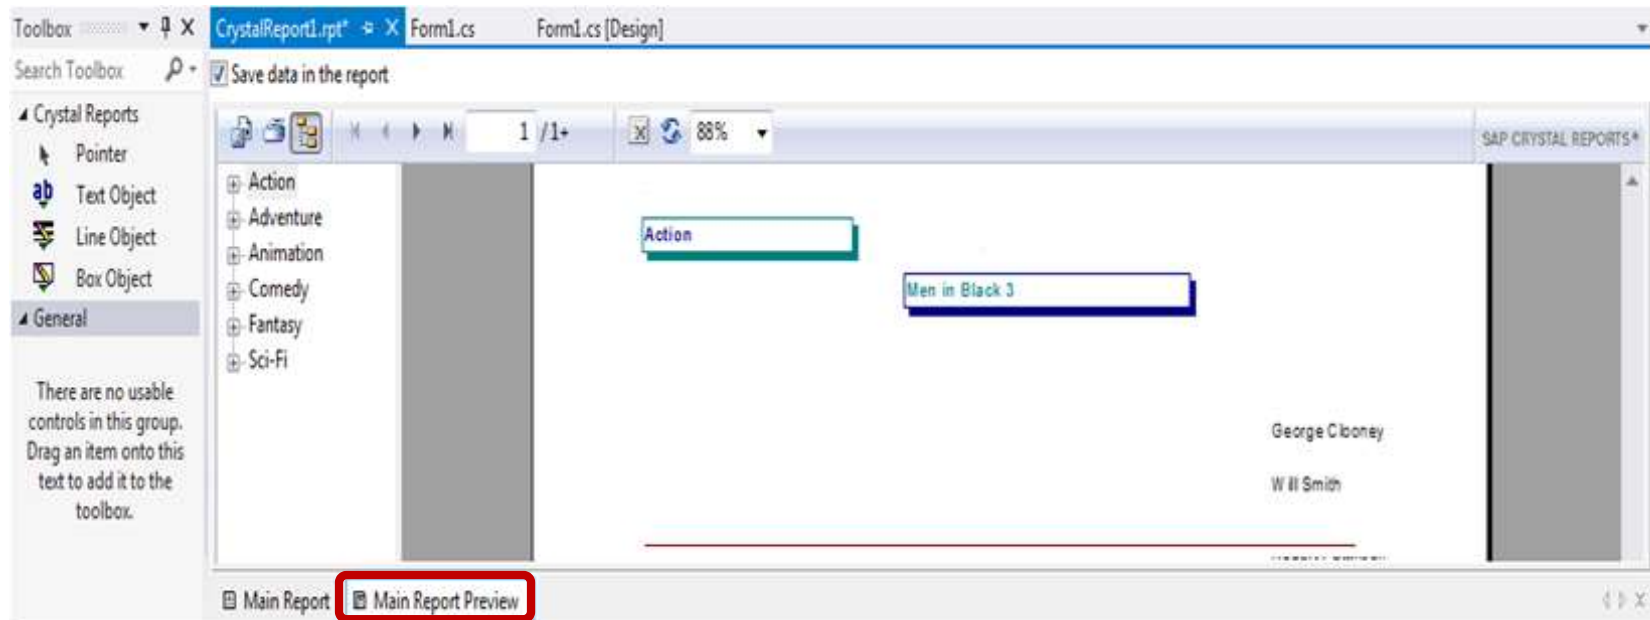 Toolbox
CrystalReport1.rpt*
Form1.cs
Form1.cs [Design]
Search Toolbox
Save data in the report
Crystal Reports
Pointer
Text Object
Line Object
Box Object
General
There are no usable
controls in this group.
Drag an item onto this
text to add it to the
toolbox.
1 /1+
88%
SAP CRYSTAL REPORTS®
Action
Adventure
Animation
Comedy
Fantasy
Sci-Fi
Action
Men in Black 3
George Clooney
Will Smith
Main Report
Main Report Preview